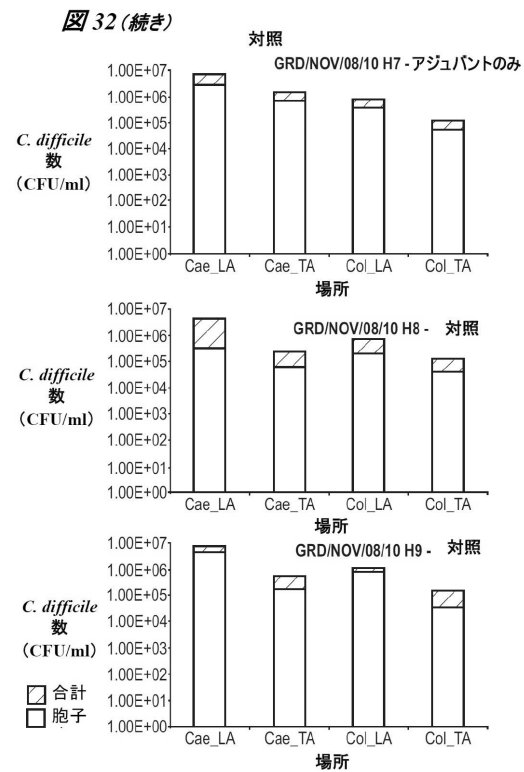 図 32(続き)
対照
GRD/NOV/08/10 H7 - アジュバントのみ
C. difficile
数
(CFU/ml)
1.00E+07
1.00E+06
1.00E+05
1.00E+04
1.00E+03
1.00E+02
1.00E+01
1.00E+00
Cae_LA Cae_TA Col_LA Col_TA
場所
GRD/NOV/08/10 H8 - 対照
C. difficile
数
(CFU/ml)
1.00E+07
1.00E+06
1.00E+05
1.00E+04
1.00E+03
1.00E+02
1.00E+01
1.00E+00
Cae_LA Cae_TA Col_LA Col_TA
場所
GRD/NOV/08/10 H9 - 対照
C. difficile
数
(CFU/ml)
1.00E+07
1.00E+06
1.00E+05
1.00E+04
1.00E+03
1.00E+02
1.00E+01
1.00E+00
Cae_LA Cae_TA Col_LA Col_TA
場所
合計
胞子